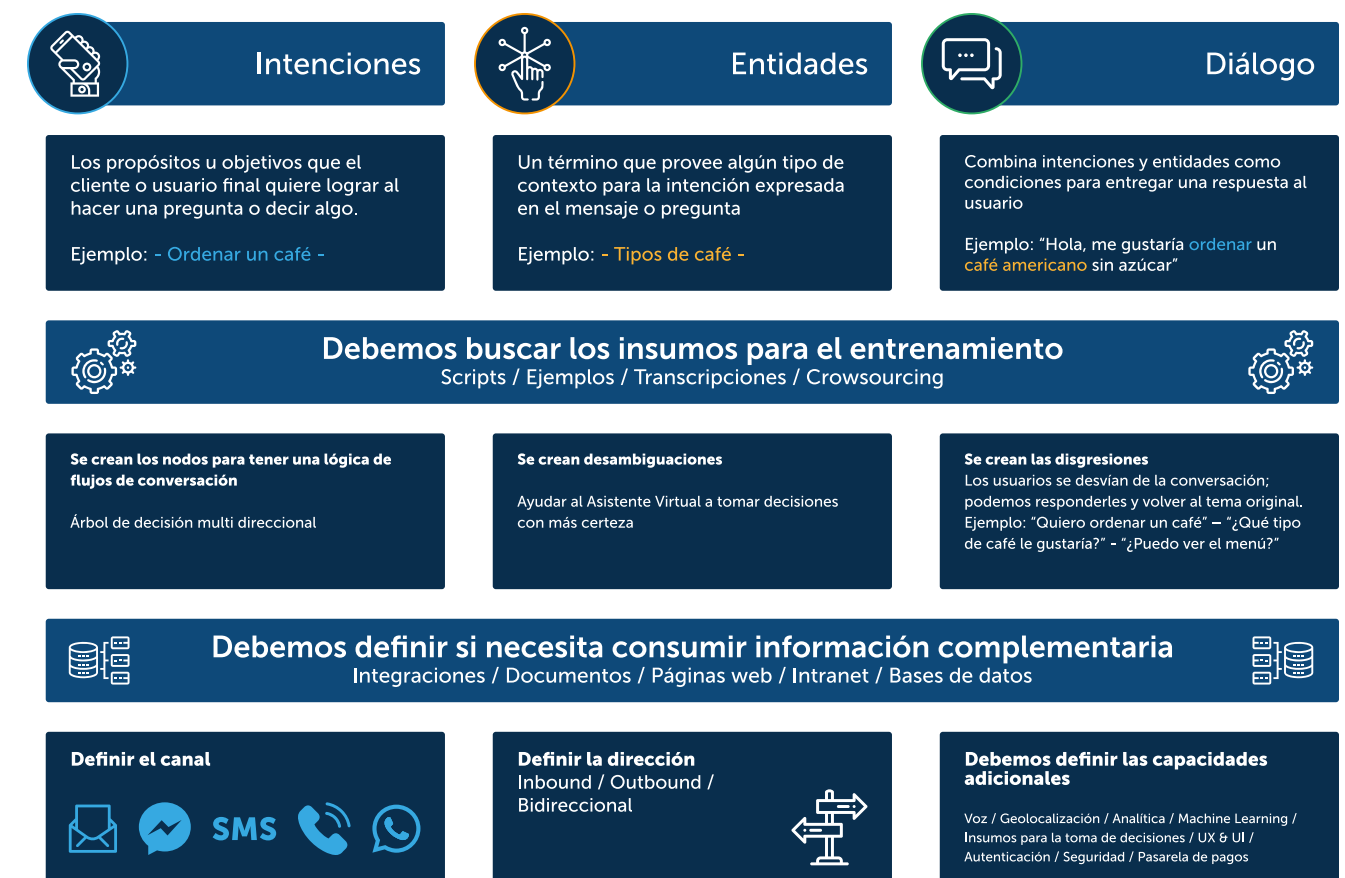 Intenciones
Entidades
Diálogo
Los propósitos u objetivos que el
cliente o usuario final quiere lograr al
hacer una pregunta o decir algo.
Ejemplo: - Ordenar un café -
Un término que provee algún tipo de
contexto para la intención expresada
en el mensaje o pregunta
Ejemplo: - Tipos de café -
Combina intenciones y entidades como
condiciones para entregar una respuesta al
usuario
Ejemplo: “Hola, me gustaría ordenar un
café americano sin azúcar”
Debemos buscar los insumos para el entrenamiento
Scripts / Ejemplos / Transcripciones / Crowsourcing
Se crean los nodos para tener una lógica de
flujos de conversación
Árbol de decisión multi direccional
Se crean desambiguaciones
Ayudar al Asistente Virtual a tomar decisiones
con más certeza
Se crean las disgresiones
Los usuarios se desvían de la conversación;
podemos responderles y volver al tema original.
Ejemplo: “Quiero ordenar un café” – “¿Qué tipo
de café le gustaría?” - “¿Puedo ver el menú?”
Debemos definir si necesita consumir información complementaria
Integraciones / Documentos / Páginas web / Intranet / Bases de datos
Definir el canal
SMS
Definir la dirección
Inbound / Outbound /
Bidireccional
Debemos definir las capacidades
adicionales
Voz / Geolocalización / Analítica / Machine Learning /
Insumos para la toma de decisiones / UX & UI /
Autenticación / Seguridad / Pasarela de pagos